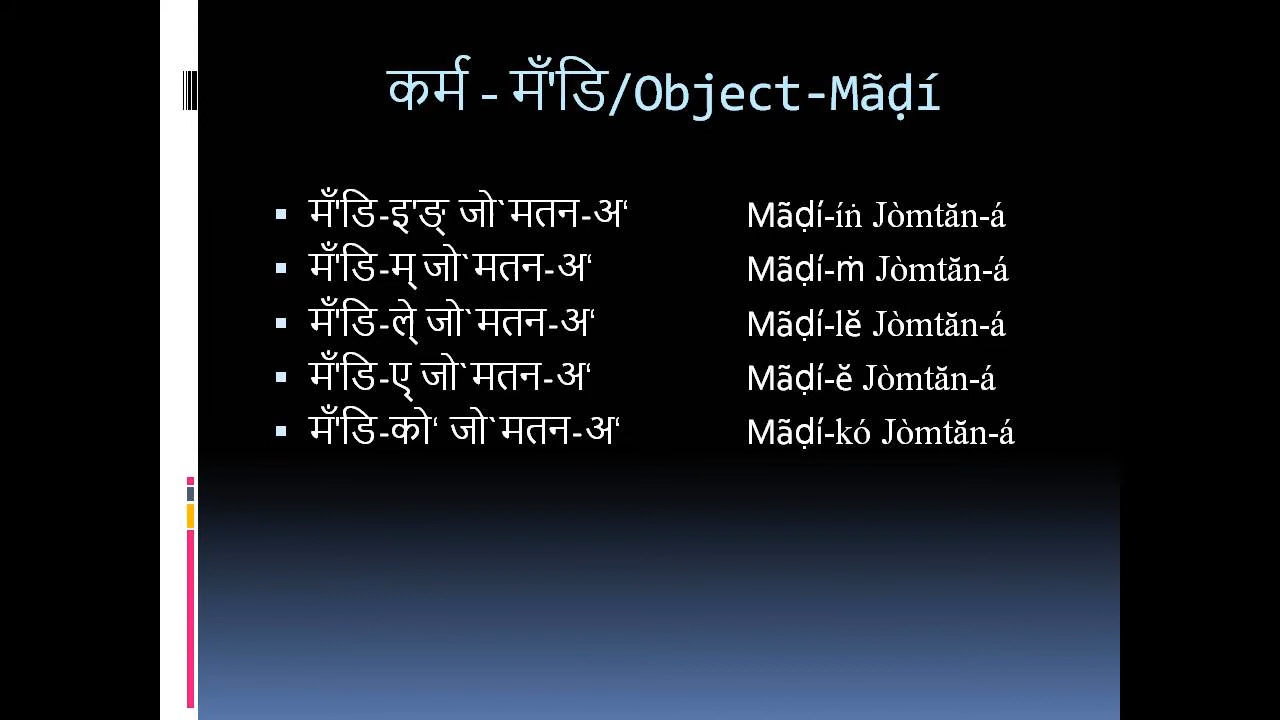 कर्म - मँ'डि/Object-Mãḍí
मँ'डि-इ'ङ् जो`मतन-अ‘ Mãḍí-íṅ Jòmtăn-á
मँ'डि-म् जो`मतन-अ‘ Mãḍí-ṁ Jòmtăn-á
मँ'डि-ले् जो`मतन-अ‘ Mãḍí-lĕ Jòmtăn-á
मँ'डि-ए् जो`मतन-अ‘ Mãḍí-ĕ Jòmtăn-á
मँ'डि-को‘ जो`मतन-अ‘ Mãḍí-kó Jòmtăn-á